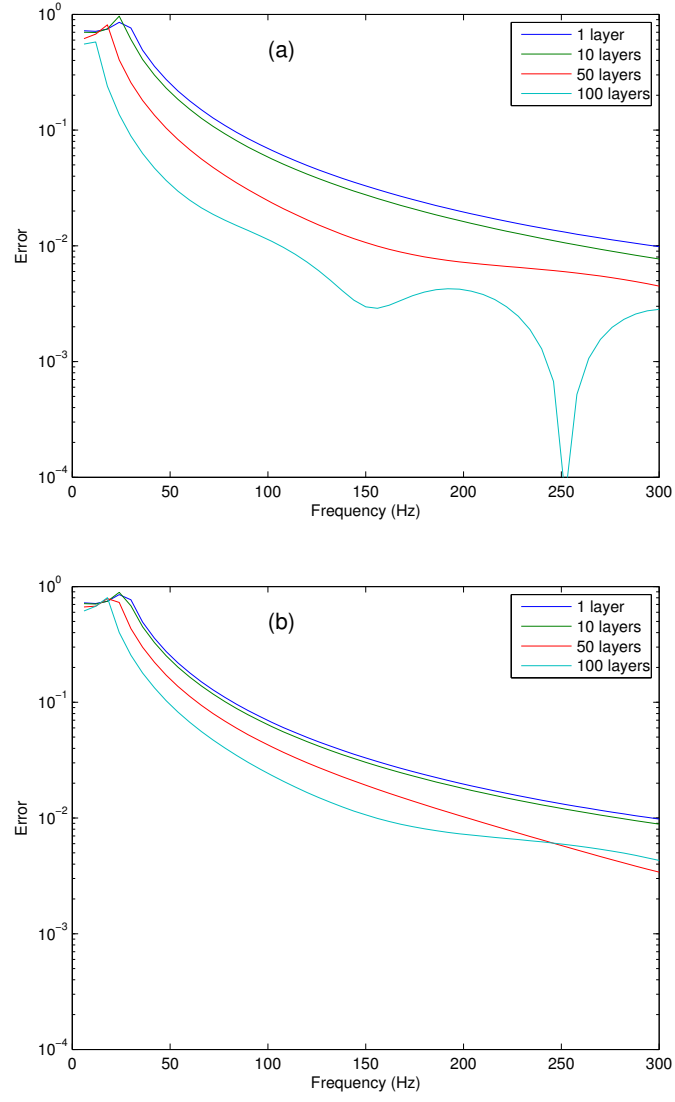 (a)
1 layer
10 layers
50 layers
100 layers
10^0
10^-1
10^-2
10^-3
10^-4
Error
0 50 100 150 200 250 300
Frequency (Hz)
(b)
1 layer
10 layers
50 layers
100 layers
10^0
10^-1
10^-2
10^-3
10^-4
Error
0 50 100 150 200 250 300
Frequency (Hz)